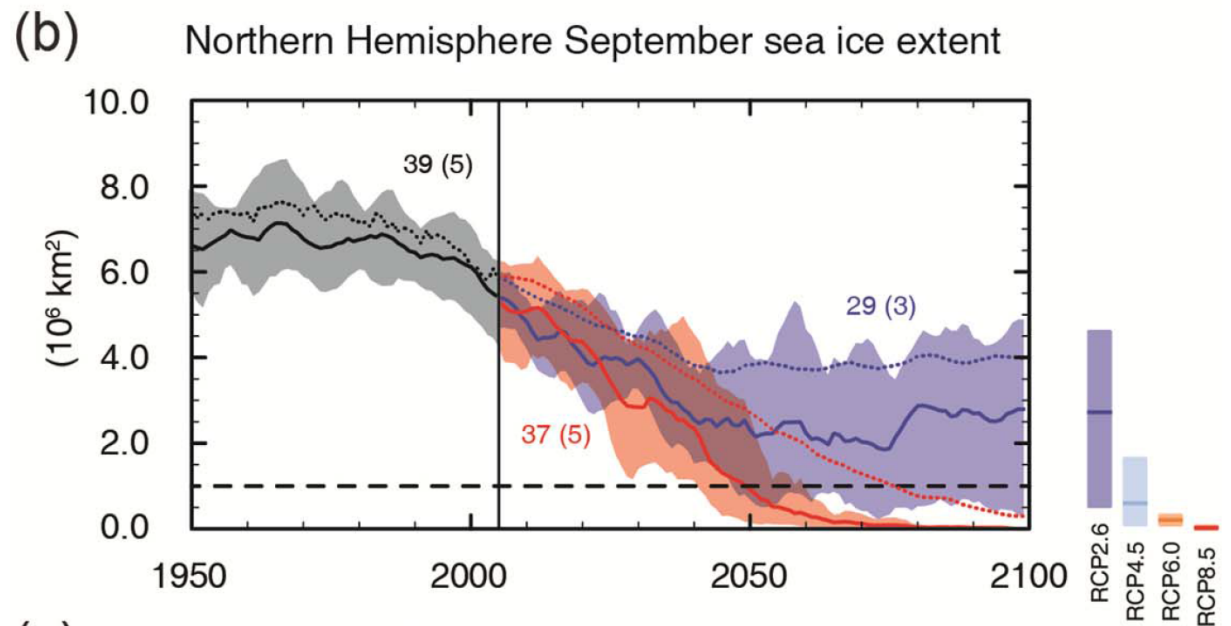 (b)
Northern Hemisphere September sea ice extent
(10⁶ km²)
10.0
8.0
6.0
4.0
2.0
0.0
39 (5)
29 (3)
37 (5)
1950
2000
2050
2100
RCP2.6
RCP4.5
RCP6.0
RCP8.5